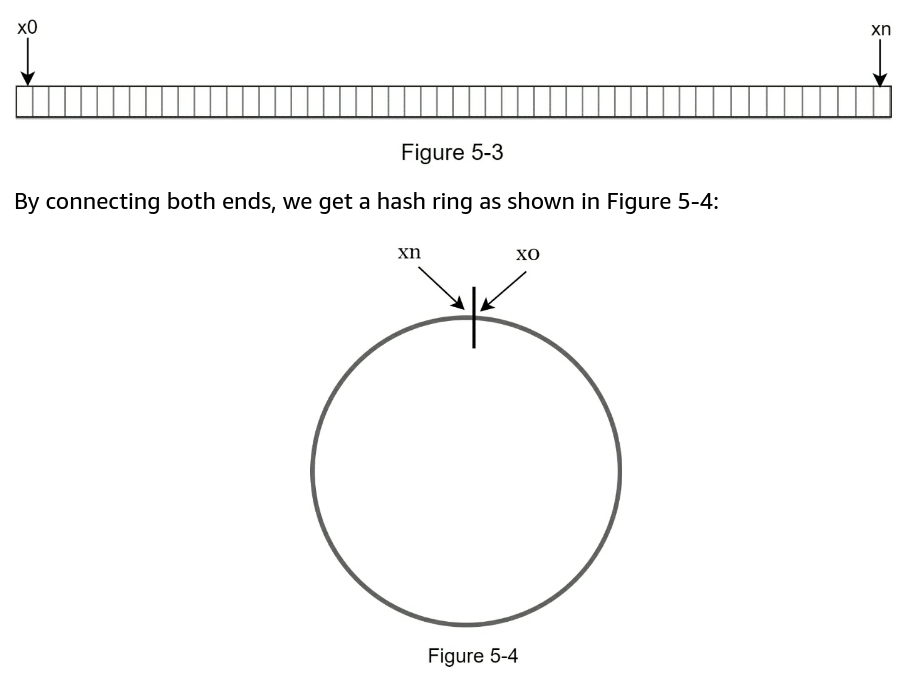 x0
xn
Figure 5-3
By connecting both ends, we get a hash ring as shown in Figure 5-4:
xn
xo
Figure 5-4